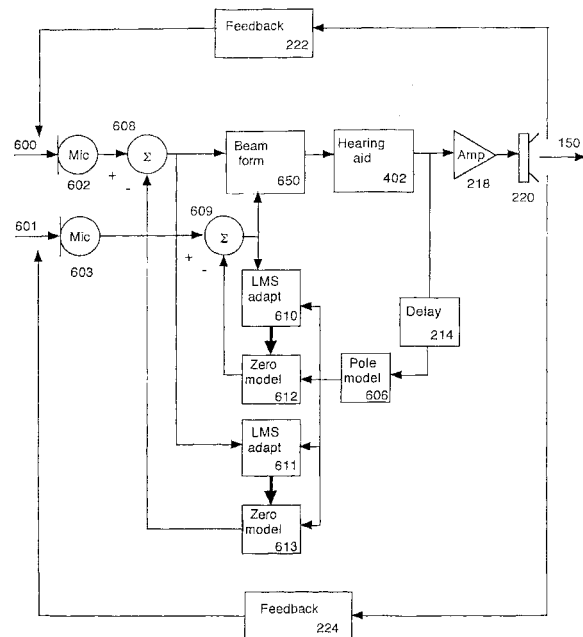 Feedback
222
600
Mic
602
608
Σ
+
-
Beam
form
650
Hearing
aid
402
Amp
218
220
150
601
Mic
603
609
Σ
+
-
LMS
adapt
610
Delay
214
Zero
model
612
Pole
model
606
LMS
adapt
611
Zero
model
613
Feedback
224